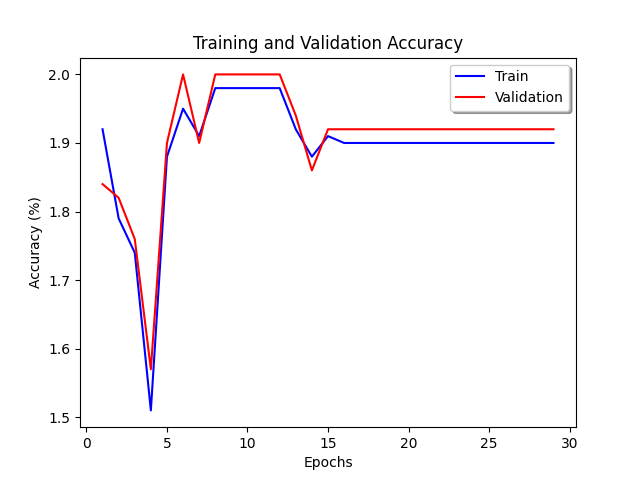 Training and Validation Accuracy
Train
Validation
Accuracy (%)
2.0
1.9
1.8
1.7
1.6
1.5
0 5 10 15 20 25 30
Epochs